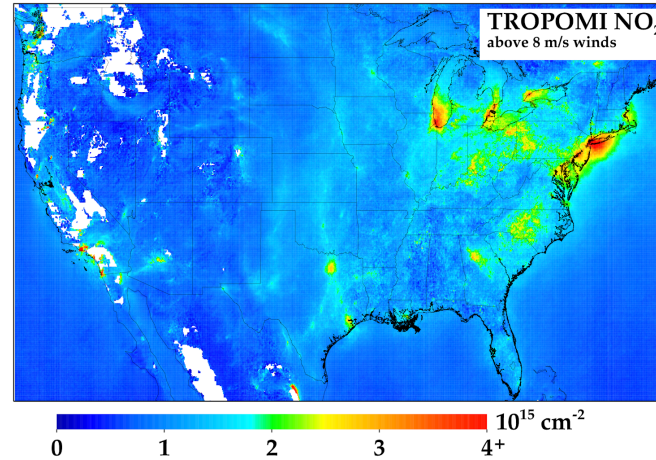 TROPOMI NO₂
above 8 m/s winds
10¹⁵ cm⁻²
0 1 2 3 4⁺